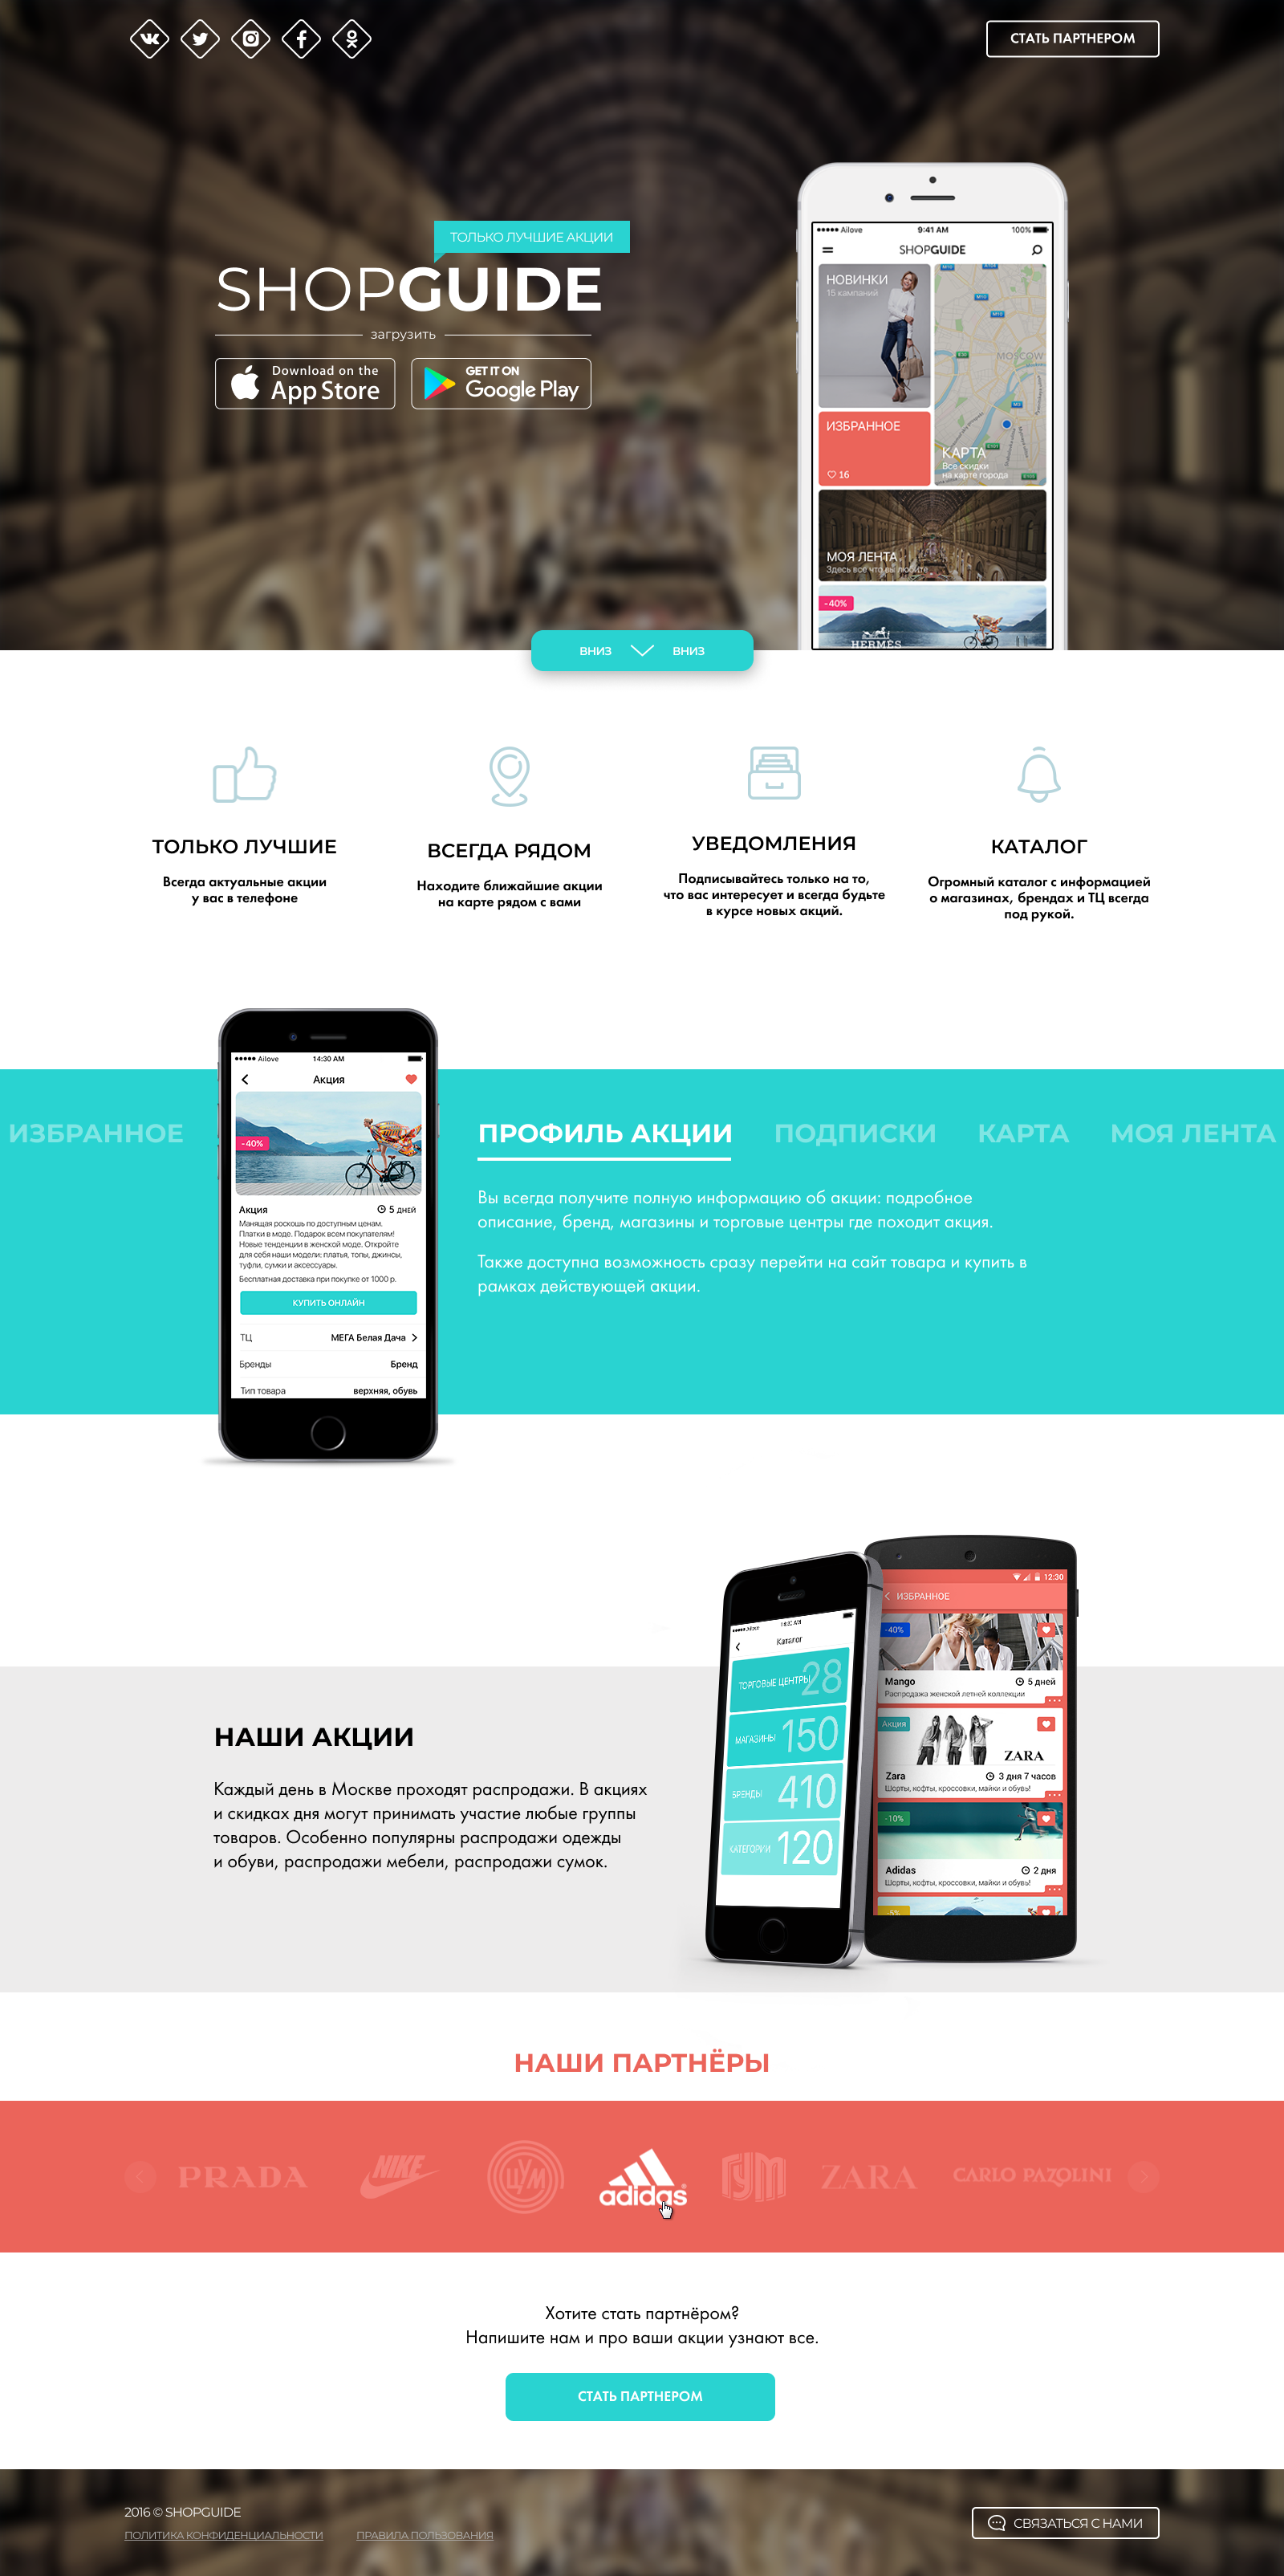 СТАТЬ ПАРТНЕРОМ
ТОЛЬКО ЛУЧШИЕ АКЦИИ
SHOPGUIDE
загрузить
Download on the
App Store
GET IT ON
Google Play
Ailove 9:41 AM 100%
SHOPGUIDE
НОВИНКИ
15 кампаний
MOSCOW
ИЗБРАННОЕ
16
КАРТА
Все скидки
на карте города
МОЯ ЛЕНТА
Здесь всё что вы любите
-40%
HERMÈS
ВНИЗ ВНИЗ
ТОЛЬКО ЛУЧШИЕ
Всегда актуальные акции
у вас в телефоне
ВСЕГДА РЯДОМ
Находите ближайшие акции
на карте рядом с вами
УВЕДОМЛЕНИЯ
Подписывайтесь только на то,
что вас интересует и всегда будьте
в курсе новых акций.
КАТАЛОГ
Огромный каталог с информацией
о магазинах, брендах и ТЦ всегда
под рукой.
Ailove 14:30 AM
Акция
-40%
Акция 5 дней
Манящая роскошь по доступным ценам.
Платки в моде. Подарок всем покупателям!
Новые тенденции в женской моде. Откройте
для себя наши модели: платья, топы, джинсы,
туфли, сумки и аксессуары.
Бесплатная доставка при покупке от 1000 р.
КУПИТЬ ОНЛАЙН
ТЦ МЕГА Белая Дача
Бренды Бренд
Тип товара верхняя, обувь
ИЗБРАННОЕ ПРОФИЛЬ АКЦИИ ПОДПИСКИ КАРТА МОЯ ЛЕНТА
Вы всегда получите полную информацию об акции: подробное
описание, бренд, магазины и торговые центры где походит акция.
Также доступна возможность сразу перейти на сайт товара и купить в
рамках действующей акции.
Каталог
ТОРГОВЫЕ ЦЕНТРЫ 28
МАГАЗИНЫ 150
БРЕНДЫ 410
КАТЕГОРИИ 120
12:30
ИЗБРАННОЕ
-40%
Mango 5 дней
Распродажа женской летней коллекции
Акция
ZARA
Zara 3 дня 7 часов
Шорты, кофты, кроссовки, майки и обувь!
-10%
Adidas 2 дня
Шорты, кофты, кроссовки, майки и обувь!
-5%
НАШИ АКЦИИ
Каждый день в Москве проходят распродажи. В акциях
и скидках дня могут принимать участие любые группы
товаров. Особенно популярны распродажи одежды
и обуви, распродажи мебели, распродажи сумок.
НАШИ ПАРТНЁРЫ
PRADA NIKE ЦУМ adidas ГУМ ZARA CARLO PAZOLINI
Хотите стать партнёром?
Напишите нам и про ваши акции узнают все.
СТАТЬ ПАРТНЕРОМ
2016 © SHOPGUIDE
ПОЛИТИКА КОНФИДЕНЦИАЛЬНОСТИ ПРАВИЛА ПОЛЬЗОВАНИЯ
СВЯЗАТЬСЯ С НАМИ